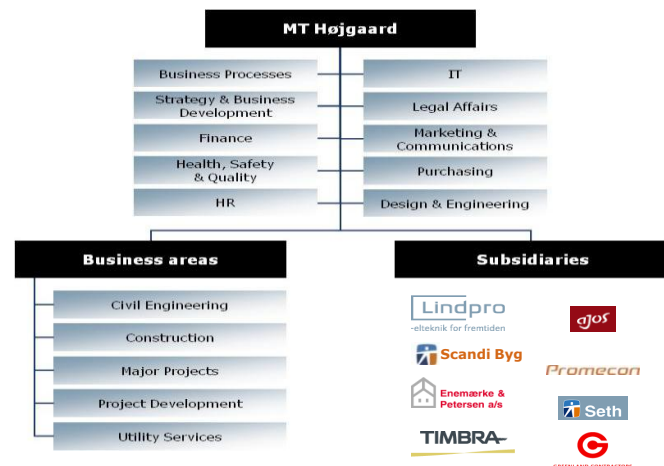 MT Højgaard
Business Processes
IT
Strategy & Business
Development
Legal Affairs
Finance
Marketing &
Communications
Health, Safety
& Quality
Purchasing
HR
Design & Engineering
Business areas
Civil Engineering
Construction
Major Projects
Project Development
Utility Services
Subsidiaries
Lindpro
-elteknik for fremtiden
ajos
Scandi Byg
Promecon
Enemærke &
Petersen a/s
Seth
TIMBRA
GREENLAND CONTRACTORS